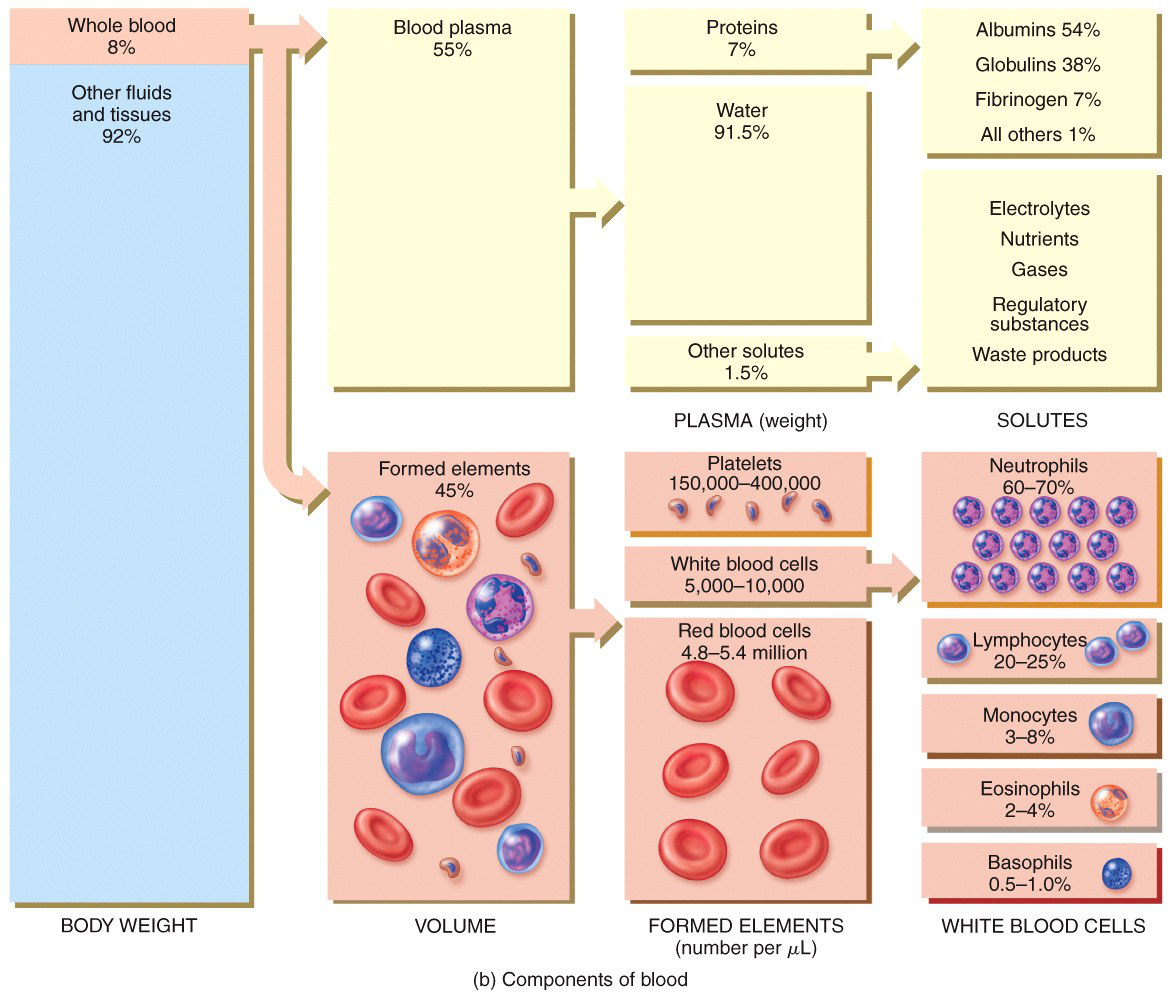 Whole blood
8%
Other fluids
and tissues
92%
BODY WEIGHT
Blood plasma
55%
Formed elements
45%
VOLUME
Proteins
7%
Water
91.5%
Other solutes
1.5%
PLASMA (weight)
Albumins 54%
Globulins 38%
Fibrinogen 7%
All others 1%
Electrolytes
Nutrients
Gases
Regulatory
substances
Waste products
SOLUTES
Platelets
150,000–400,000
White blood cells
5,000–10,000
Red blood cells
4.8–5.4 million
FORMED ELEMENTS
(number per μL)
Neutrophils
60–70%
Lymphocytes
20–25%
Monocytes
3–8%
Eosinophils
2–4%
Basophils
0.5–1.0%
WHITE BLOOD CELLS
(b) Components of blood